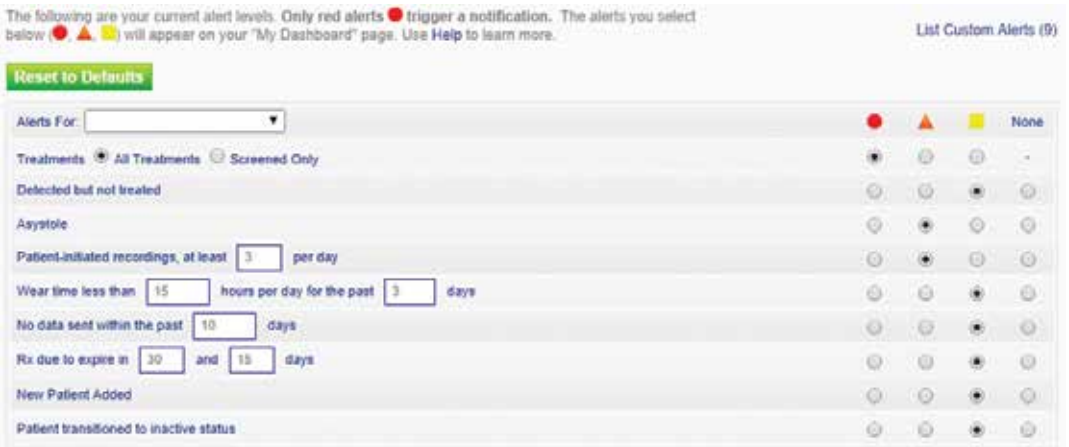 The following are your current alert levels. Only red alerts trigger a notification. The alerts you select
below (, , ) will appear on your "My Dashboard" page. Use Help to learn more.
List Custom Alerts (9)
Reset to Defaults
Alerts For: None
Treatments All Treatments Screened Only -
Detected but not treated
Asystole
Patient-initiated recordings, at least 3 per day
Wear time less than 15 hours per day for the past 3 days
No data sent within the past 10 days
Rx due to expire in 30 and 15 days
New Patient Added
Patient transitioned to inactive status